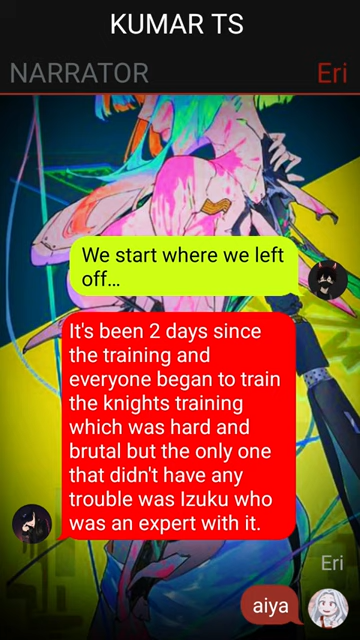 KUMAR TS
NARRATOR
Eri
We start where we left
off...
It's been 2 days since
the training and
everyone began to train
the knights training
which was hard and
brutal but the only one
that didn't have any
trouble was Izuku who
was an expert with it.
Eri
aiya